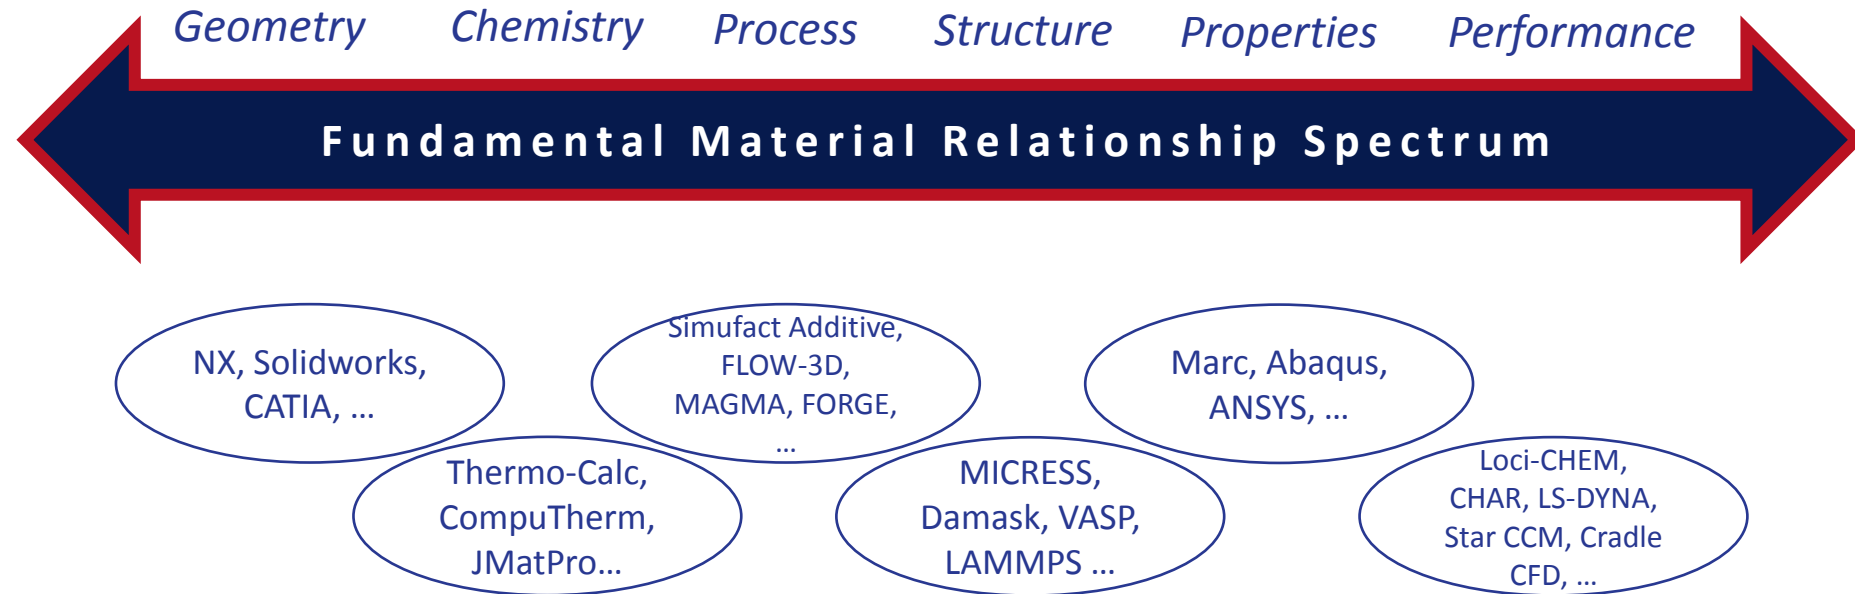 Geometry Chemistry Process Structure Properties Performance
Fundamental Material Relationship Spectrum
NX, Solidworks,
CATIA, ...
Thermo-Calc,
CompuTherm,
JMatPro...
Simufact Additive,
FLOW-3D,
MAGMA, FORGE,
...
MICRESS,
Damask, VASP,
LAMMPS ...
Marc, Abaqus,
ANSYS, ...
Loci-CHEM,
CHAR, LS-DYNA,
Star CCM, Cradle
CFD, ...